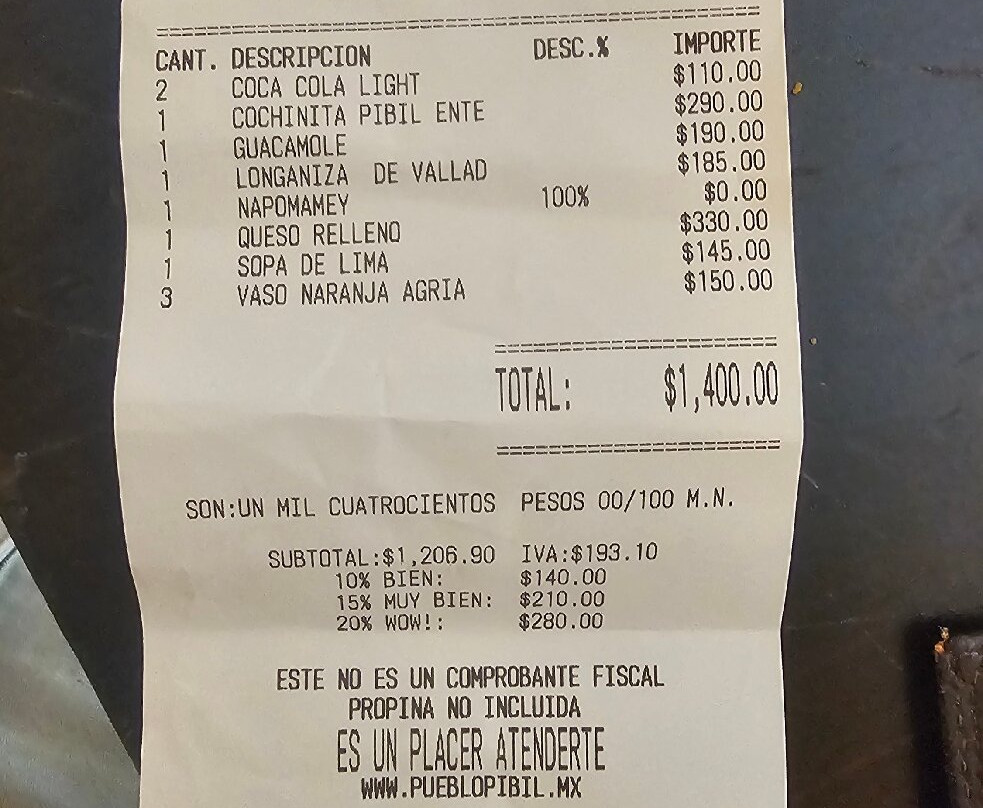 CANT. DESCRIPCION DESC.% IMPORTE
2 COCA COLA LIGHT $110.00
1 COCHINITA PIBIL ENTE $290.00
1 GUACAMOLE $190.00
1 LONGANIZA DE VALLAD $185.00
1 NAPOMAMEY 100% $0.00
1 QUESO RELLENO $330.00
1 SOPA DE LIMA $145.00
3 VASO NARANJA AGRIA $150.00
TOTAL: $1,400.00
SON:UN MIL CUATROCIENTOS PESOS 00/100 M.N.
SUBTOTAL:$1,206.90 IVA:$193.10
10% BIEN: $140.00
15% MUY BIEN: $210.00
20% WOW!: $280.00
ESTE NO ES UN COMPROBANTE FISCAL
PROPINA NO INCLUIDA
ES UN PLACER ATENDERTE
WWW.PUEBLOPIBIL.MX